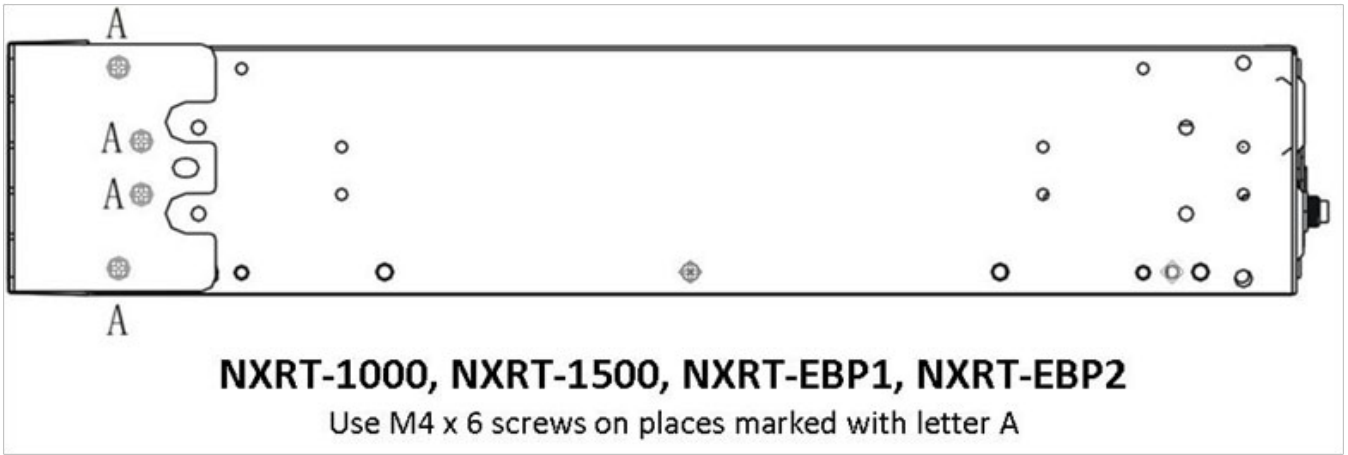 A
A
A
A
NXRT-1000, NXRT-1500, NXRT-EBP1, NXRT-EBP2
Use M4 x 6 screws on places marked with letter A